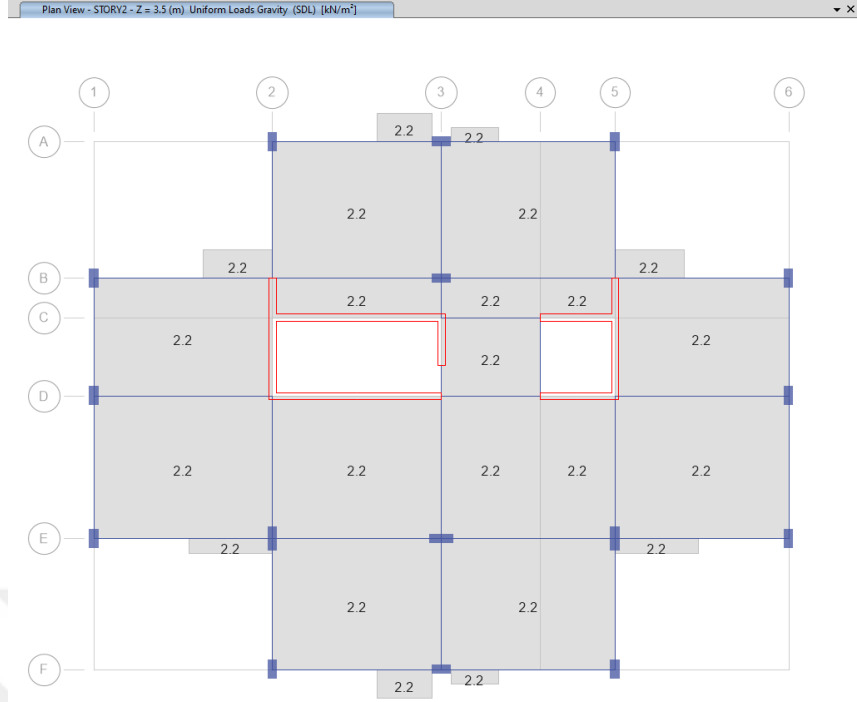 Plan View - STORY2 - Z = 3.5 (m) Uniform Loads Gravity (SDL) [kN/m²]
1 2 3 4 5 6
2.2
A
2.2
2.2 2.2
2.2 2.2
B
2.2 2.2 2.2
C
2.2 2.2
2.2
D
2.2 2.2 2.2 2.2 2.2
E
2.2 2.2
2.2 2.2
F
2.2
2.2